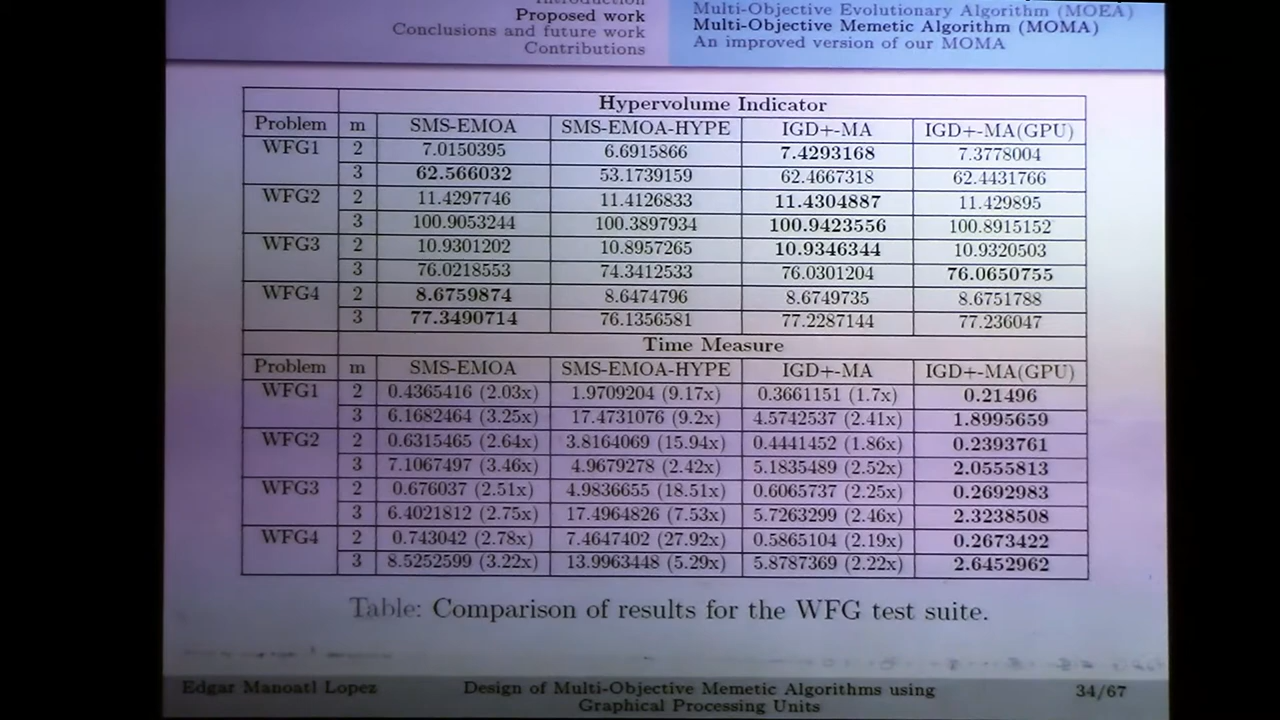 Introduction
Proposed work
Conclusions and future work
Contributions
Multi-Objective Evolutionary Algorithm (MOEA)
Multi-Objective Memetic Algorithm (MOMA)
An improved version of our MOMA
Hypervolume Indicator
Problem m SMS-EMOA SMS-EMOA-HYPE IGD+-MA IGD+-MA(GPU)
WFG1 2 7.0150395 6.6915866 7.4293168 7.3778004
3 62.566032 53.1739159 62.4667318 62.4431766
WFG2 2 11.4297746 11.4126833 11.4304887 11.429895
3 100.9053244 100.3897934 100.9423556 100.8915152
WFG3 2 10.9301202 10.8957265 10.9346344 10.9320503
3 76.0218553 74.3412533 76.0301204 76.0650755
WFG4 2 8.6759874 8.6474796 8.6749735 8.6751788
3 77.3490714 76.1356581 77.2287144 77.236047
Time Measure
Problem m SMS-EMOA SMS-EMOA-HYPE IGD+-MA IGD+-MA(GPU)
WFG1 2 0.4365416 (2.03x) 1.9709204 (9.17x) 0.3661151 (1.7x) 0.21496
3 6.1682464 (3.25x) 17.4731076 (9.2x) 4.5742537 (2.41x) 1.8995659
WFG2 2 0.6315465 (2.64x) 3.8164069 (15.94x) 0.4441452 (1.86x) 0.2393761
3 7.1067497 (3.46x) 4.9679278 (2.42x) 5.1835489 (2.52x) 2.0555813
WFG3 2 0.676037 (2.51x) 4.9836655 (18.51x) 0.6065737 (2.25x) 0.2692983
3 6.4021812 (2.75x) 17.4964826 (7.53x) 5.7263299 (2.46x) 2.3238508
WFG4 2 0.743042 (2.78x) 7.4647402 (27.92x) 0.5865104 (2.19x) 0.2673422
3 8.5252599 (3.22x) 13.9963448 (5.29x) 5.8787369 (2.22x) 2.6452962
Table: Comparison of results for the WFG test suite.
Edgar Manoatl Lopez
Design of Multi-Objective Memetic Algorithms using
Graphical Processing Units
34/67